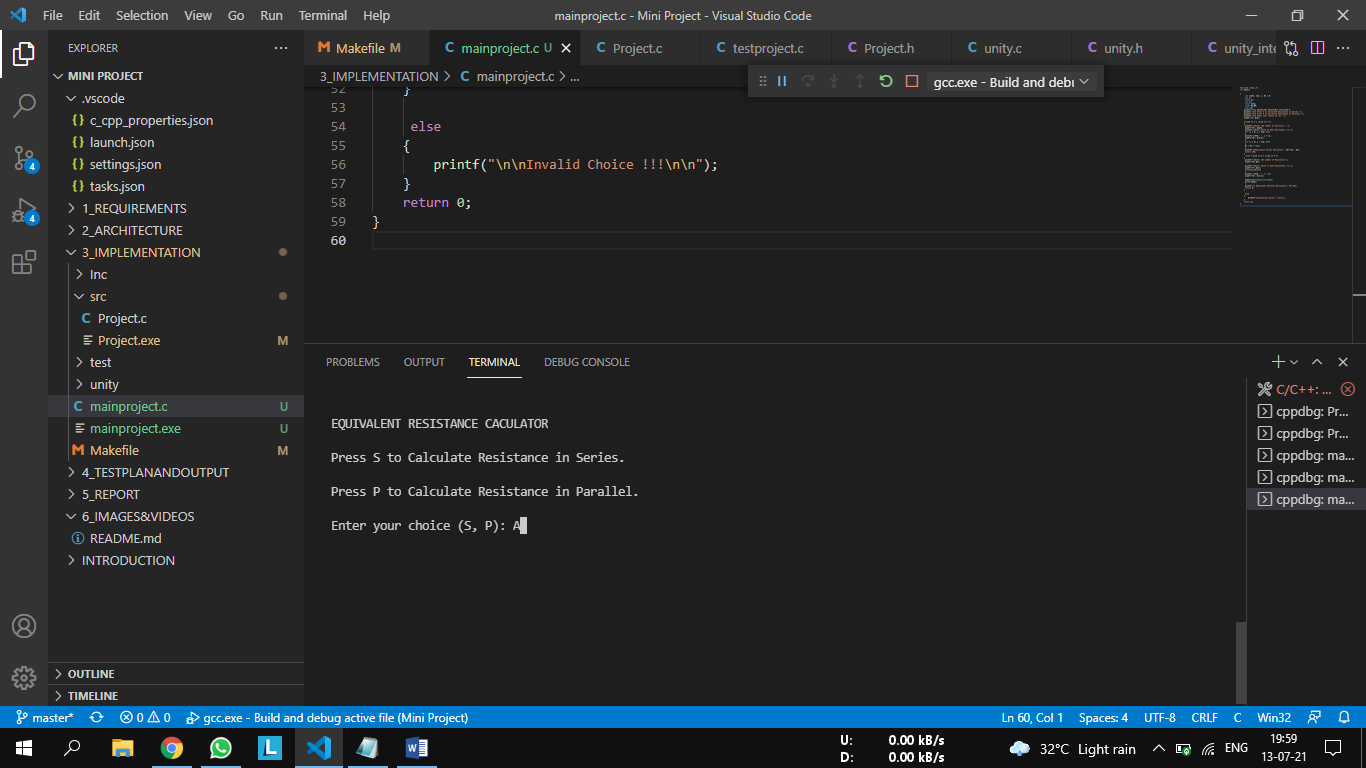 File Edit Selection View Go Run Terminal Help mainproject.c - Mini Project - Visual Studio Code
EXPLORER
MINI PROJECT
.vscode
{} c_cpp_properties.json
{} launch.json
{} settings.json
{} tasks.json
1_REQUIREMENTS
2_ARCHITECTURE
3_IMPLEMENTATION
Inc
src
C Project.c
Project.exe M
test
unity
C mainproject.c U
mainproject.exe U
M Makefile M
4_TESTPLANANDOUTPUT
5_REPORT
6_IMAGES&VIDEOS
README.md
INTRODUCTION
OUTLINE
TIMELINE
4
4
M Makefile M C mainproject.c U C Project.c C testproject.c C Project.h C unity.c C unity.h C unity_inte
3_IMPLEMENTATION > C mainproject.c > ...
gcc.exe - Build and debu
52 }
53
54 else
55 {
56 printf("\n\nInvalid Choice !!!\n\n");
57 }
58 return 0;
59 }
60
PROBLEMS OUTPUT TERMINAL DEBUG CONSOLE
EQUIVALENT RESISTANCE CACULATOR
Press S to Calculate Resistance in Series.
Press P to Calculate Resistance in Parallel.
Enter your choice (S, P): A
C/C++: ...
cppdbg: Pr...
cppdbg: Pr...
cppdbg: ma...
cppdbg: ma...
cppdbg: ma...
master* 0 0 gcc.exe - Build and debug active file (Mini Project) Ln 60, Col 1 Spaces: 4 UTF-8 CRLF C Win32
L W U: 0.00 kB/s
D: 0.00 kB/s
32°C Light rain ENG
19:59
13-07-21